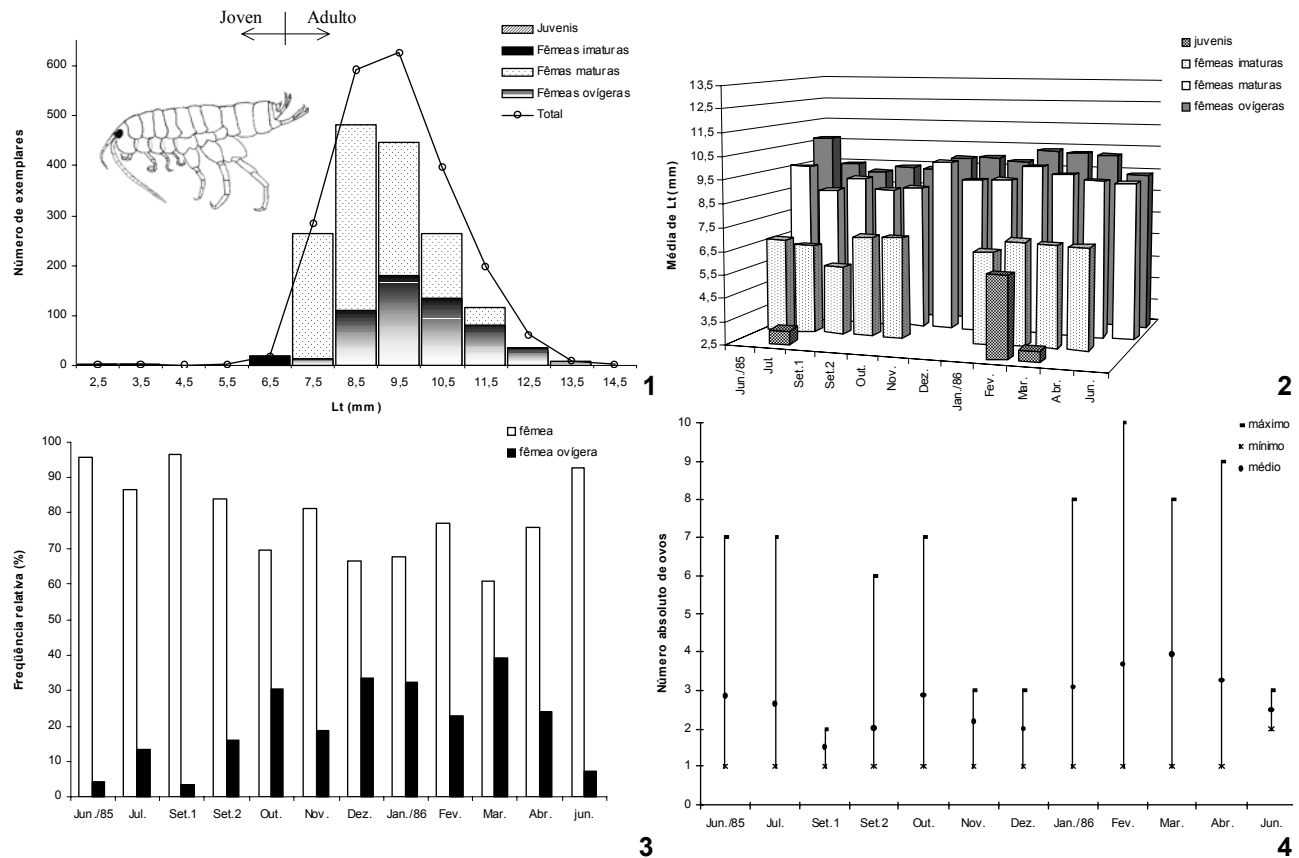 Joven Adulto
Juvenis
Fêmeas imaturas
Fêmas maturas
Fêmeas ovígeras
Total
Número de exemplares
600
500
400
300
200
100
0
2,5 3,5 4,5 5,5 6,5 7,5 8,5 9,5 10,5 11,5 12,5 13,5 14,5
Lt (mm)
1
juvenis
fêmeas imaturas
fêmeas maturas
fêmeas ovígeras
Média de Lt (mm)
13,5
12,5
11,5
10,5
9,5
8,5
7,5
6,5
5,5
4,5
3,5
2,5
Jun./85 Jul. Set.1 Set.2 Out. Nov. Dez. Jan./86 Fev. Mar. Abr. Jun.
2
fêmea
fêmea ovígera
Freqüência relativa (%)
100
90
80
70
60
50
40
30
20
10
0
Jun./85 Jul. Set.1 Set.2 Out. Nov. Dez. Jan./86 Fev. Mar. Abr. jun.
3
máximo
mínimo
médio
Número absoluto de ovos
10
9
8
7
6
5
4
3
2
1
0
Jun./85 Jul. Set.1 Set.2 Out. Nov. Dez. Jan./86 Fev. Mar. Abr. Jun.
4